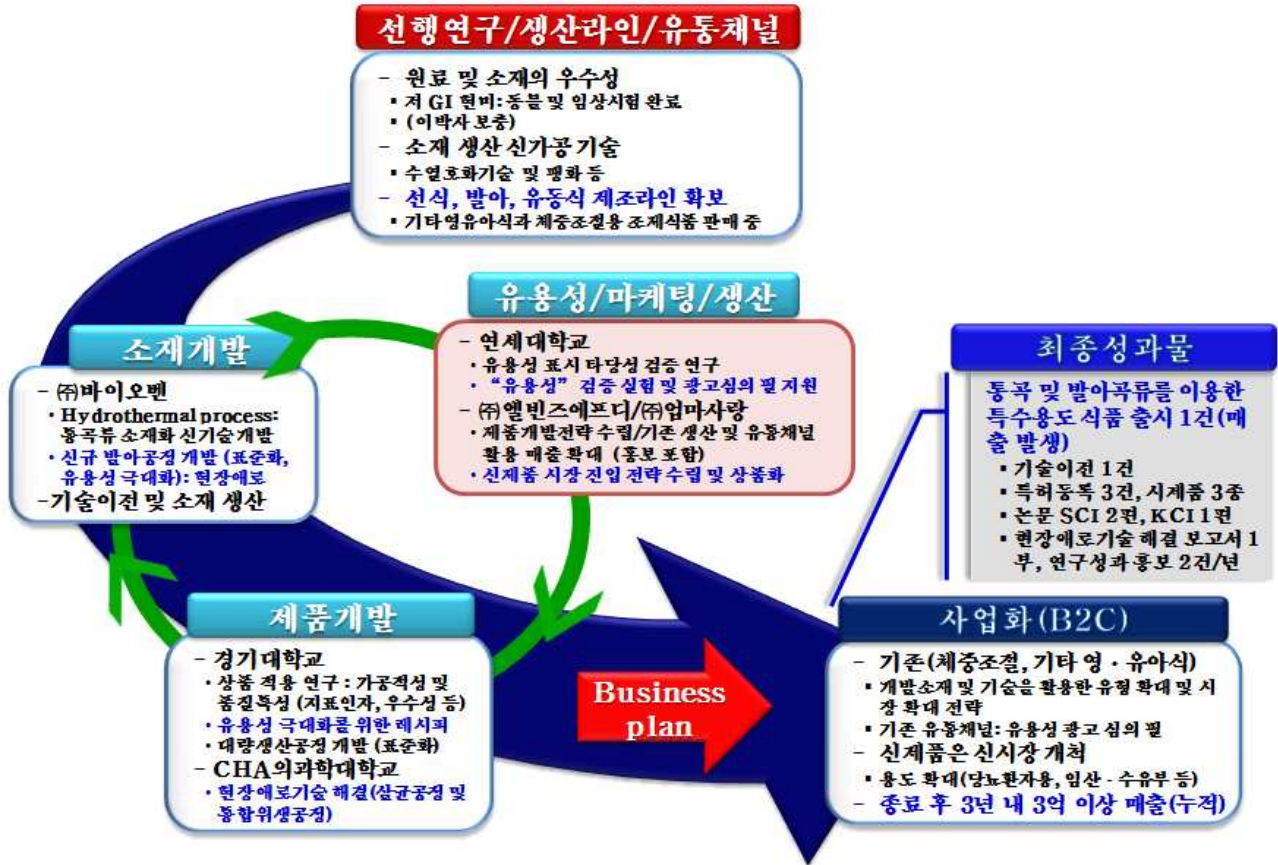 선행연구/생산라인/유통채널
- 원료 및 소재의 우수성
▪ 저 GI 현미: 동물 및 임상시험 완료
▪ (이박사 보충)
- 소재 생산 신가공 기술
▪ 수열호화기술 및 팽화 등
- 선식, 발아, 유동식 제조라인 확보
▪ 기타영유아식과 체중조절용 조제식품 판매 중
유용성/마케팅/생산
- 연세대학교
▪ 유용성 표시 타당성 검증 연구
▪ “유용성” 검증 실험 및 광고심의 필 지원
- ㈜엘빈즈에프디/㈜엄마사랑
▪ 제품개발전략 수립/기존 생산 및 유통채널
활용 매출 확대 (홍보 포함)
▪ 신제품 시장 진입 전략 수립 및 상품화
소재개발
- ㈜바이오벤
▪ Hydrothermal process:
통곡류 소재화 신기술개발
▪ 신규 발아공정 개발 (표준화,
유용성 극대화): 현장애로
- 기술이전 및 소재 생산
제품개발
- 경기대학교
▪ 상품 적용 연구 : 가공적성 및
품질특성 (지표인자, 우수성 등)
▪ 유용성 극대화를 위한 레시피
▪ 대량생산공정 개발 (표준화)
- CHA의과학대학교
▪ 현장애로기술 해결(살균공정 및
통합위생공정)
Business
plan
최종성과물
통곡 및 발아곡류를 이용한
특수용도 식품 출시 1건(매
출 발생)
▪ 기술이전 1건
▪ 특허등록 3건, 시제품 3종
▪ 논문 SCI 2편, KCI 1편
▪ 현장애로기술 해결 보고서 1
부, 연구성과홍보 2건/년
사업화(B2C)
- 기존(체중조절, 기타 영 · 유아식)
▪ 개발소재 및 기술을 활용한 유형 확대 및 시
장 확대 전략
▪ 기존 유통채널: 유용성 광고 심의 필
- 신제품은 신시장 개척
▪ 용도 확대(당뇨환자용, 임산 · 수유부 등)
- 종료 후 3년 내 3억 이상 매출(누적)